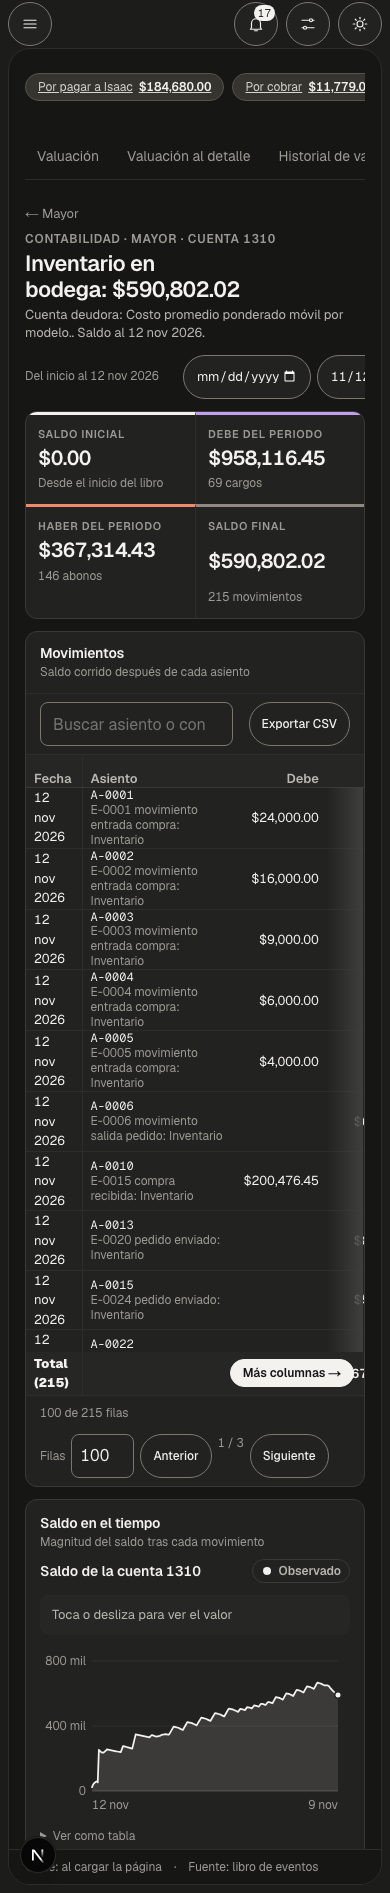 17
Por pagar a Isaac $184,680.00 Por cobrar $11,779.0
Valuación Valuación al detalle Historial de va
← Mayor
CONTABILIDAD · MAYOR · CUENTA 1310
Inventario en
bodega: $590,802.02
Cuenta deudora: Costo promedio ponderado móvil por
modelo.. Saldo al 12 nov 2026.
Del inicio al 12 nov 2026 mm/dd/yyyy 11/12
SALDO INICIAL DEBE DEL PERIODO
$0.00 $958,116.45
Desde el inicio del libro 69 cargos
HABER DEL PERIODO SALDO FINAL
$367,314.43 $590,802.02
146 abonos 215 movimientos
Movimientos
Saldo corrido después de cada asiento
Buscar asiento o con Exportar CSV
Fecha Asiento Debe
12 nov 2026 A-0001
E-0001 movimiento
entrada compra:
Inventario
$24,000.00
12 nov 2026 A-0002
E-0002 movimiento
entrada compra:
Inventario
$16,000.00
12 nov 2026 A-0003
E-0003 movimiento
entrada compra:
Inventario
$9,000.00
12 nov 2026 A-0004
E-0004 movimiento
entrada compra:
Inventario
$6,000.00
12 nov 2026 A-0005
E-0005 movimiento
entrada compra:
Inventario
$4,000.00
12 nov 2026 A-0006
E-0006 movimiento
salida pedido: Inventario
12 nov 2026 A-0010
E-0015 compra
recibida: Inventario
$200,476.45
12 nov 2026 A-0013
E-0020 pedido enviado:
Inventario
12 nov 2026 A-0015
E-0024 pedido enviado:
Inventario
12 A-0022
Total
(215)
Más columnas →
100 de 215 filas
Filas 100 Anterior 1 / 3 Siguiente
Saldo en el tiempo
Magnitud del saldo tras cada movimiento
Saldo de la cuenta 1310 Observado
Toca o desliza para ver el valor
800 mil
400 mil
0
12 nov 9 nov
▶ Ver como tabla
N
e: al cargar la página · Fuente: libro de eventos